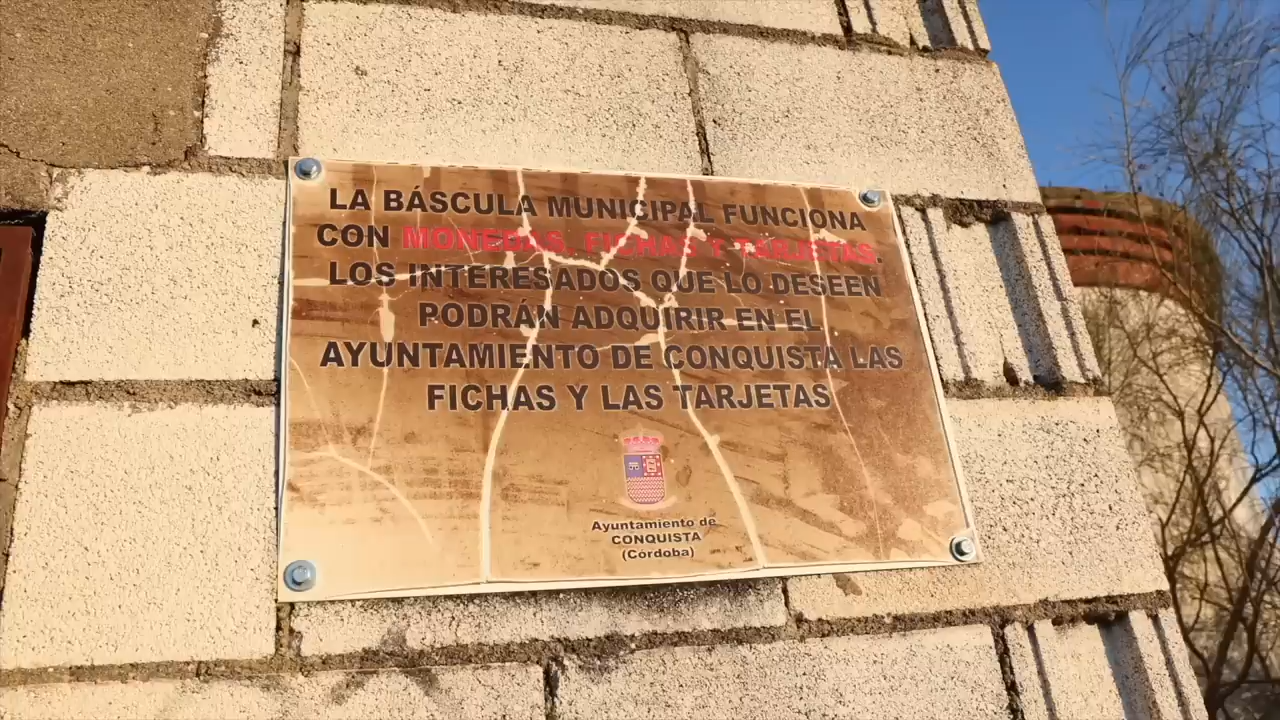 LA BÁSCULA MUNICIPAL FUNCIONA
CON MONEDAS, FICHAS Y TARJETAS.
LOS INTERESADOS QUE LO DESEEN
PODRÁN ADQUIRIR EN EL
AYUNTAMIENTO DE CONQUISTA LAS
FICHAS Y LAS TARJETAS
Ayuntamiento de
CONQUISTA
(Córdoba)